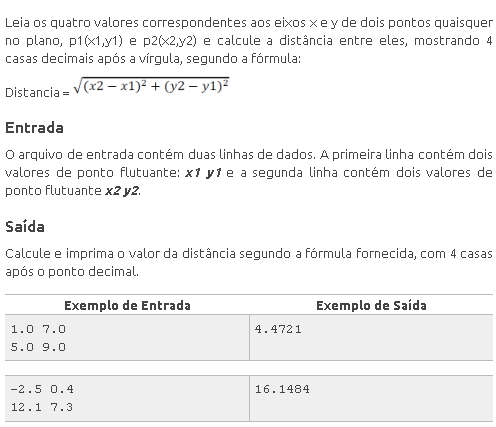 Leia os quatro valores correspondentes aos eixos x e y de dois pontos quaisquer
no plano, p1(x1,y1) e p2(x2,y2) e calcule a distância entre eles, mostrando 4
casas decimais após a vírgula, segundo a fórmula:
Distancia = √(x2 − x1)² + (y2 − y1)²
Entrada
O arquivo de entrada contém duas linhas de dados. A primeira linha contém dois
valores de ponto flutuante: x1 y1 e a segunda linha contém dois valores de
ponto flutuante x2 y2.
Saída
Calcule e imprima o valor da distância segundo a fórmula fornecida, com 4 casas
após o ponto decimal.
Exemplo de Entrada Exemplo de Saída
1.0 7.0 4.4721
5.0 9.0
-2.5 0.4 16.1484
12.1 7.3